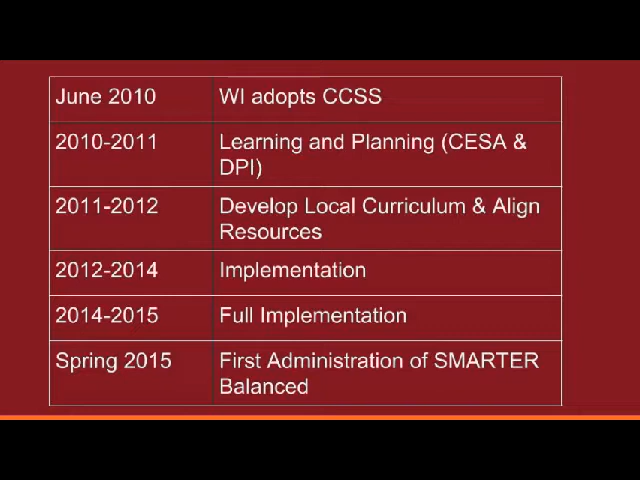 June 2010 WI adopts CCSS
2010-2011 Learning and Planning (CESA &
DPI)
2011-2012 Develop Local Curriculum & Align
Resources
2012-2014 Implementation
2014-2015 Full Implementation
Spring 2015 First Administration of SMARTER
Balanced